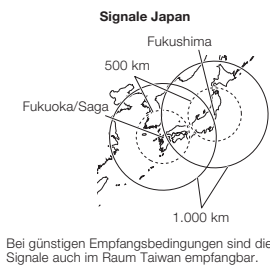 Signale Japan
Fukushima
500 km
Fukuoka/Saga
1.000 km
Bei günstigen Empfangsbedingungen sind die
Signale auch im Raum Taiwan empfangbar.